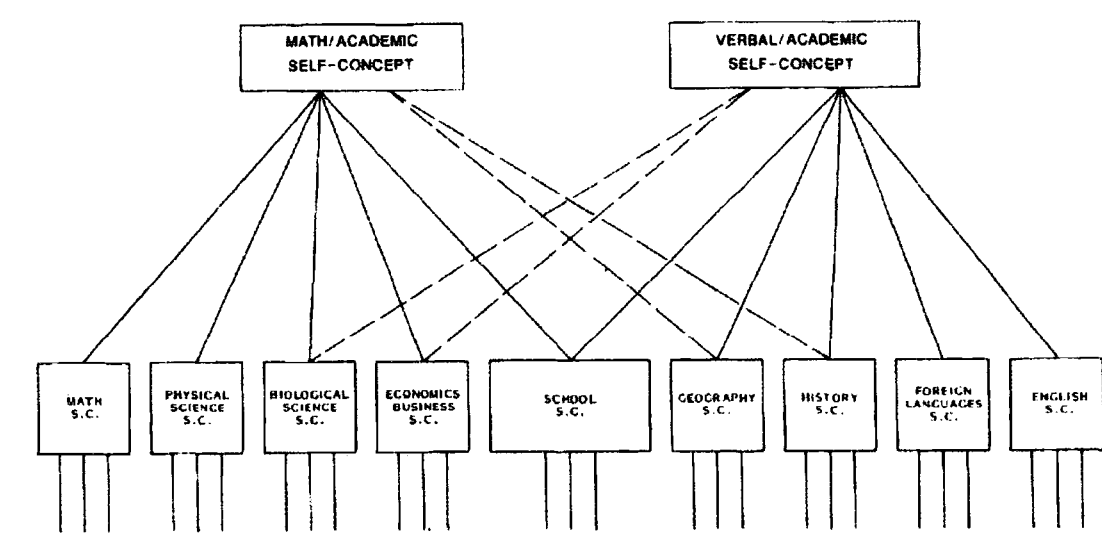 MATH/ACADEMIC
SELF-CONCEPT
VERBAL/ACADEMIC
SELF-CONCEPT
MATH
S.C.
PHYSICAL
SCIENCE
S.C.
BIOLOGICAL
SCIENCE
S.C.
ECONOMICS
BUSINESS
S.C.
SCHOOL
S.C.
GEOGRAPHY
S.C.
HISTORY
S.C.
FOREIGN
LANGUAGES
S.C.
ENGLISH
S.C.